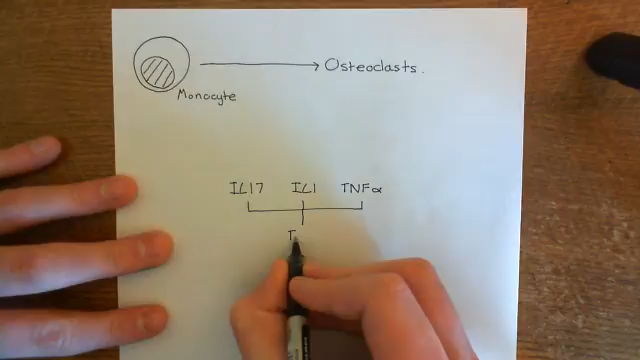 Osteoclasts.
Monocyte
IL17 IL1 TNFα